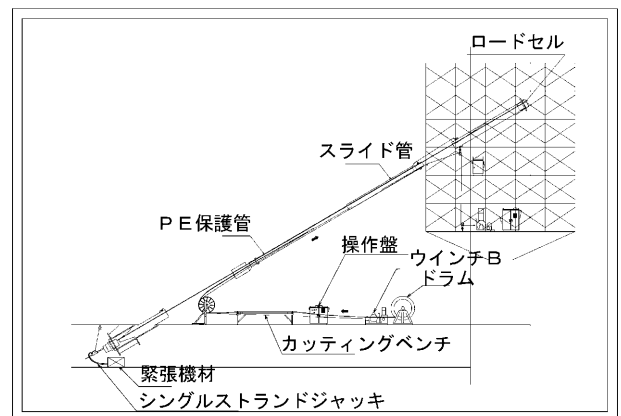 ロードセル
スライド管
ＰＥ保護管
操作盤
ウインチＢ
ドラム
カッティングベンチ
緊張機材
シングルストランドジャッキ